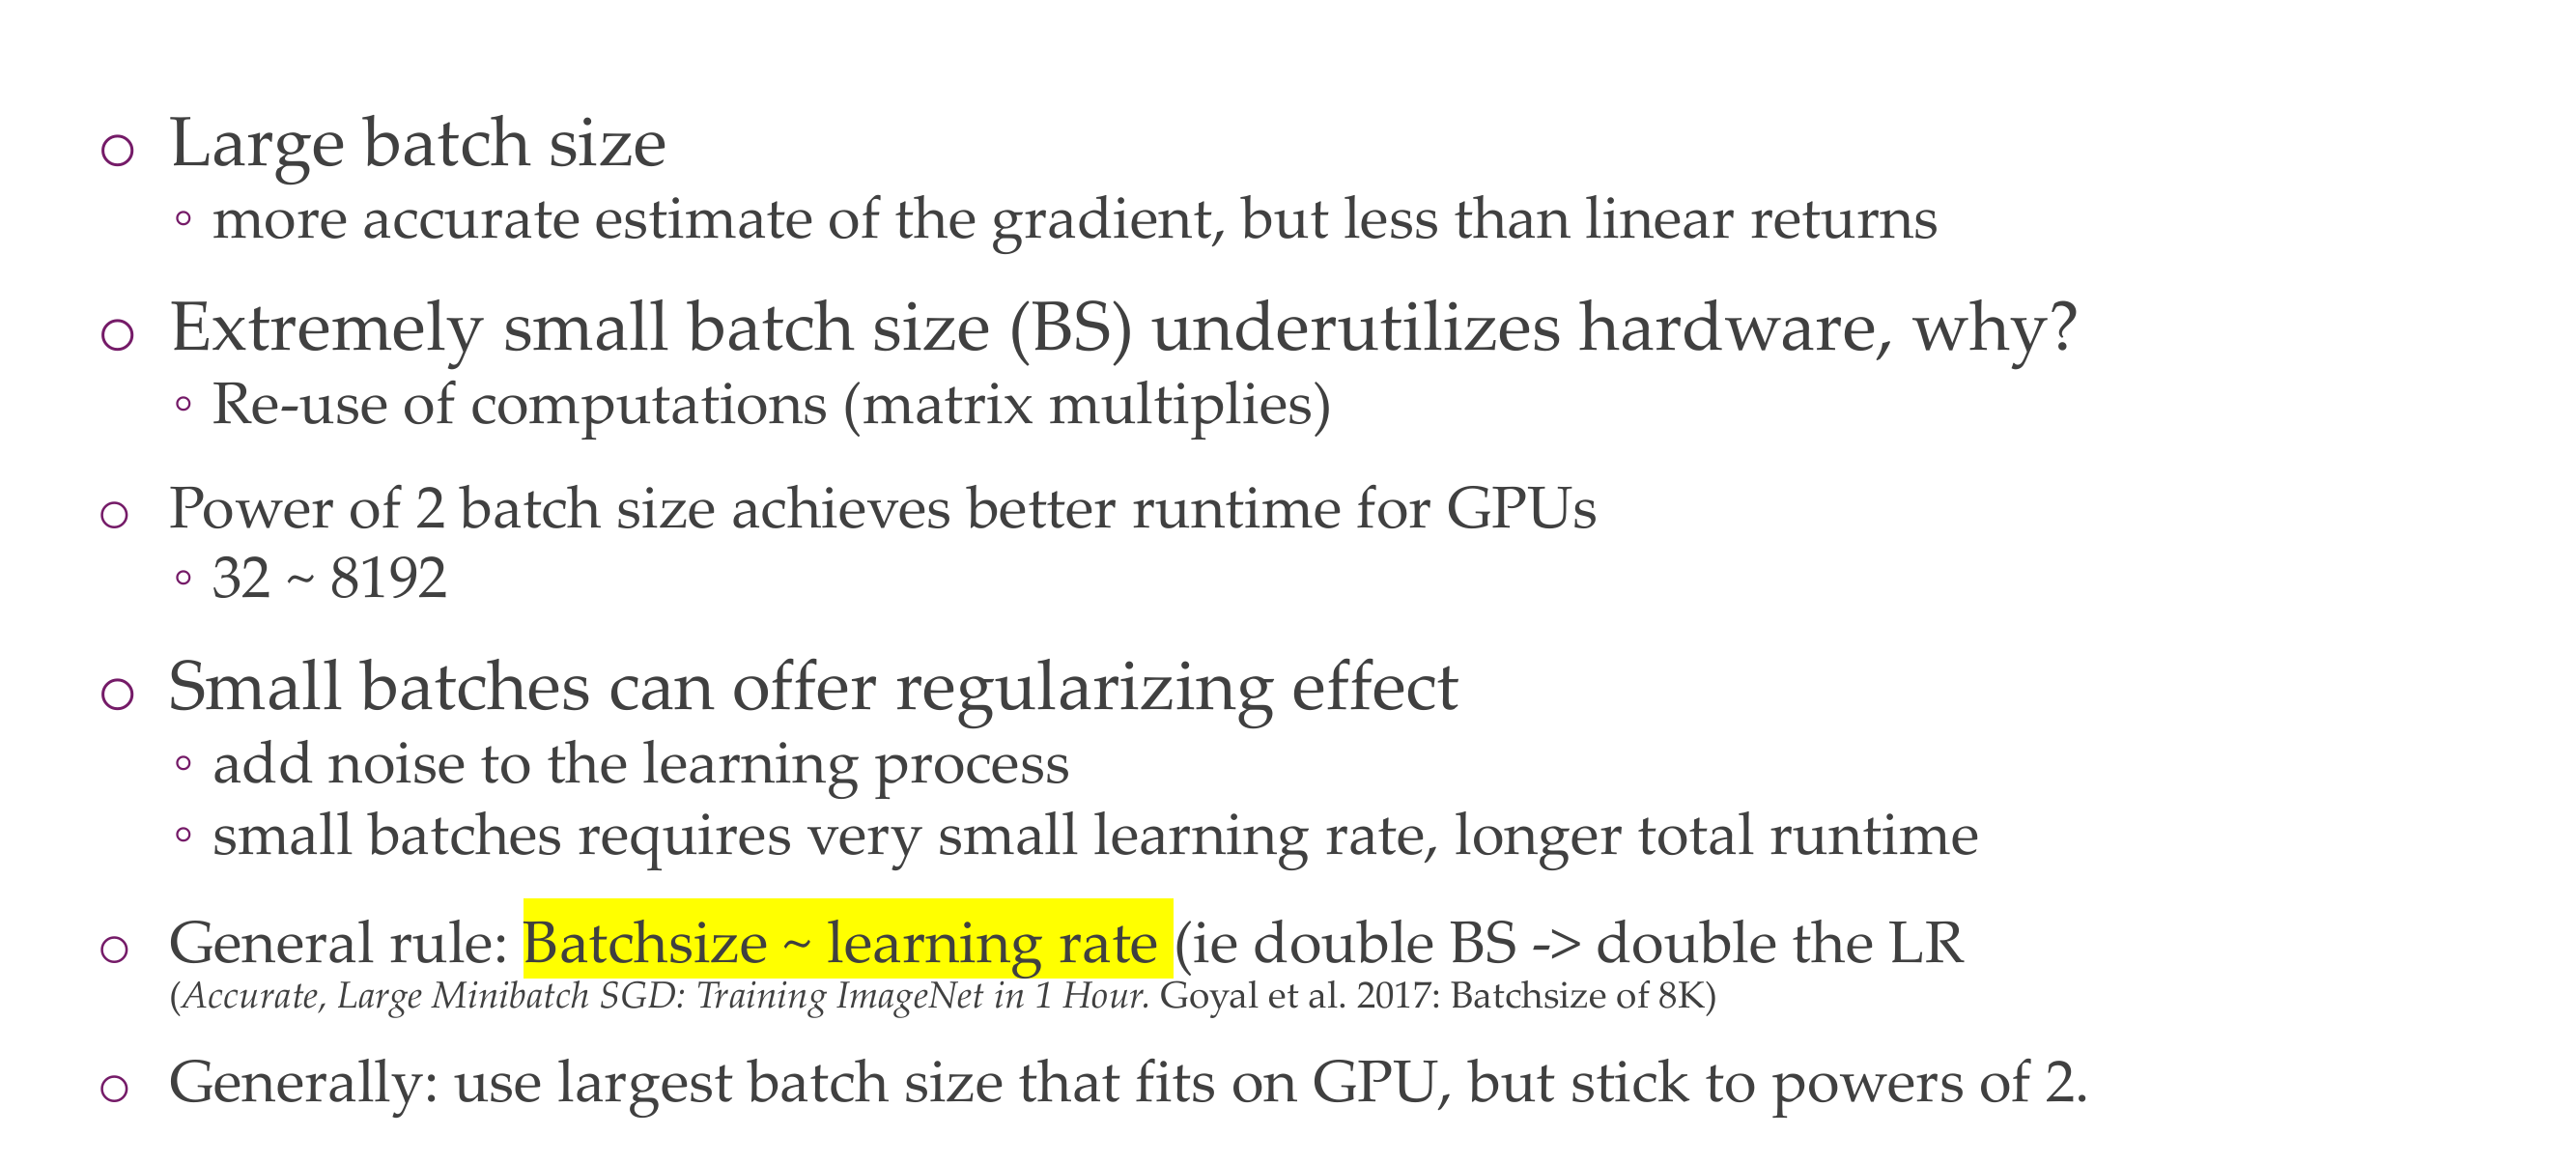 Large batch size
more accurate estimate of the gradient, but less than linear returns
Extremely small batch size (BS) underutilizes hardware, why?
Re-use of computations (matrix multiplies)
Power of 2 batch size achieves better runtime for GPUs
32 ~ 8192
Small batches can offer regularizing effect
add noise to the learning process
small batches requires very small learning rate, longer total runtime
General rule: Batchsize ~ learning rate (ie double BS -> double the LR
(Accurate, Large Minibatch SGD: Training ImageNet in 1 Hour. Goyal et al. 2017: Batchsize of 8K)
Generally: use largest batch size that fits on GPU, but stick to powers of 2.